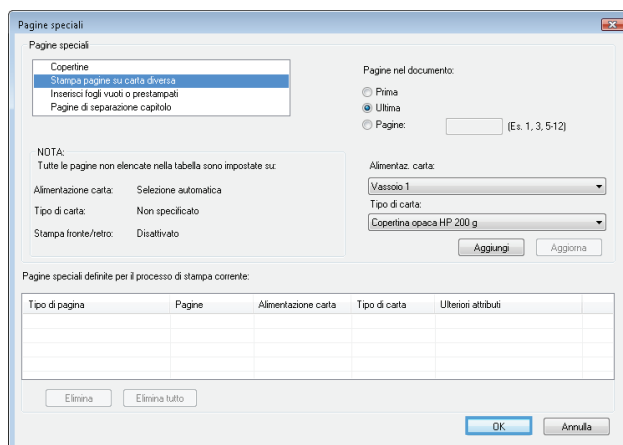 Pagine speciali
Pagine speciali
Copertine
Stampa pagine su carta diversa
Inserisci fogli vuoti o prestampati
Pagine di separazione capitolo
Pagine nel documento:
Prima
Ultima
Pagine: (Es. 1, 3, 5-12)
NOTA:
Tutte le pagine non elencate nella tabella sono impostate su:
Alimentazione carta: Selezione automatica
Tipo di carta: Non specificato
Stampa fronte/retro: Disattivato
Alimentaz. carta:
Vassoio 1
Tipo di carta:
Copertina opaca HP 200 g
Aggiungi Aggiorna
Pagine speciali definite per il processo di stampa corrente:
Tipo di pagina Pagine Alimentazione carta Tipo di carta Ulteriori attributi
Elimina Elimina tutto
OK Annulla